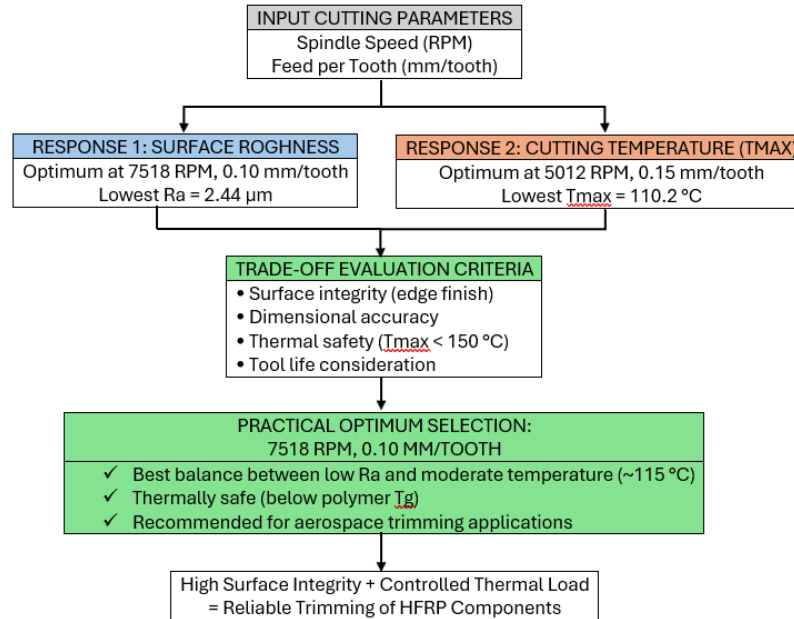 INPUT CUTTING PARAMETERS
Spindle Speed (RPM)
Feed per Tooth (mm/tooth)
RESPONSE 1: SURFACE ROGHNESS
Optimum at 7518 RPM, 0.10 mm/tooth
Lowest Ra = 2.44 µm
RESPONSE 2: CUTTING TEMPERATURE (TMAX)
Optimum at 5012 RPM, 0.15 mm/tooth
Lowest Tmax = 110.2 °C
TRADE-OFF EVALUATION CRITERIA
• Surface integrity (edge finish)
• Dimensional accuracy
• Thermal safety (Tmax < 150 °C)
• Tool life consideration
PRACTICAL OPTIMUM SELECTION:
7518 RPM, 0.10 MM/TOOTH
✓ Best balance between low Ra and moderate temperature (~115 °C)
✓ Thermally safe (below polymer Tg)
✓ Recommended for aerospace trimming applications
High Surface Integrity + Controlled Thermal Load
= Reliable Trimming of HFRP Components